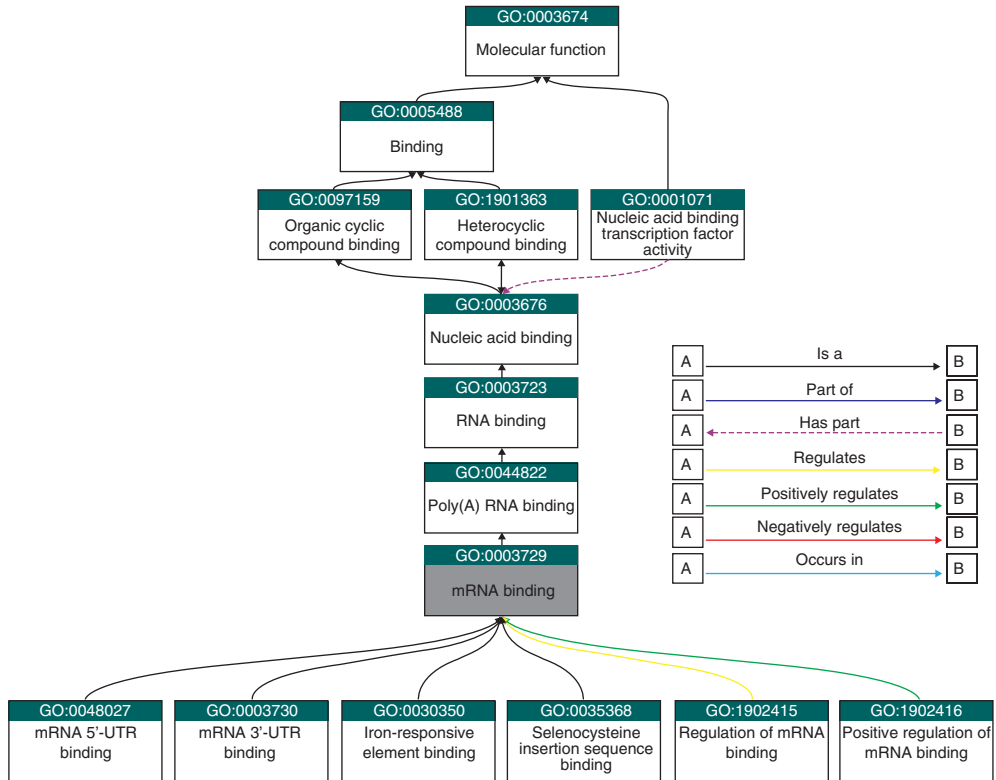 GO:0003674
Molecular function
GO:0005488
Binding
GO:0097159
Organic cyclic
compound binding
GO:1901363
Heterocyclic
compound binding
GO:0001071
Nucleic acid binding
transcription factor
activity
GO:0003676
Nucleic acid binding
GO:0003723
RNA binding
GO:0044822
Poly(A) RNA binding
GO:0003729
mRNA binding
A Is a B
A Part of B
A Has part B
A Regulates B
A Positively regulates B
A Negatively regulates B
A Occurs in B
GO:0048027
mRNA 5'-UTR
binding
GO:0003730
mRNA 3'-UTR
binding
GO:0030350
Iron-responsive
element binding
GO:0035368
Selenocysteine
insertion sequence
binding
GO:1902415
Regulation of mRNA
binding
GO:1902416
Positive regulation of
mRNA binding